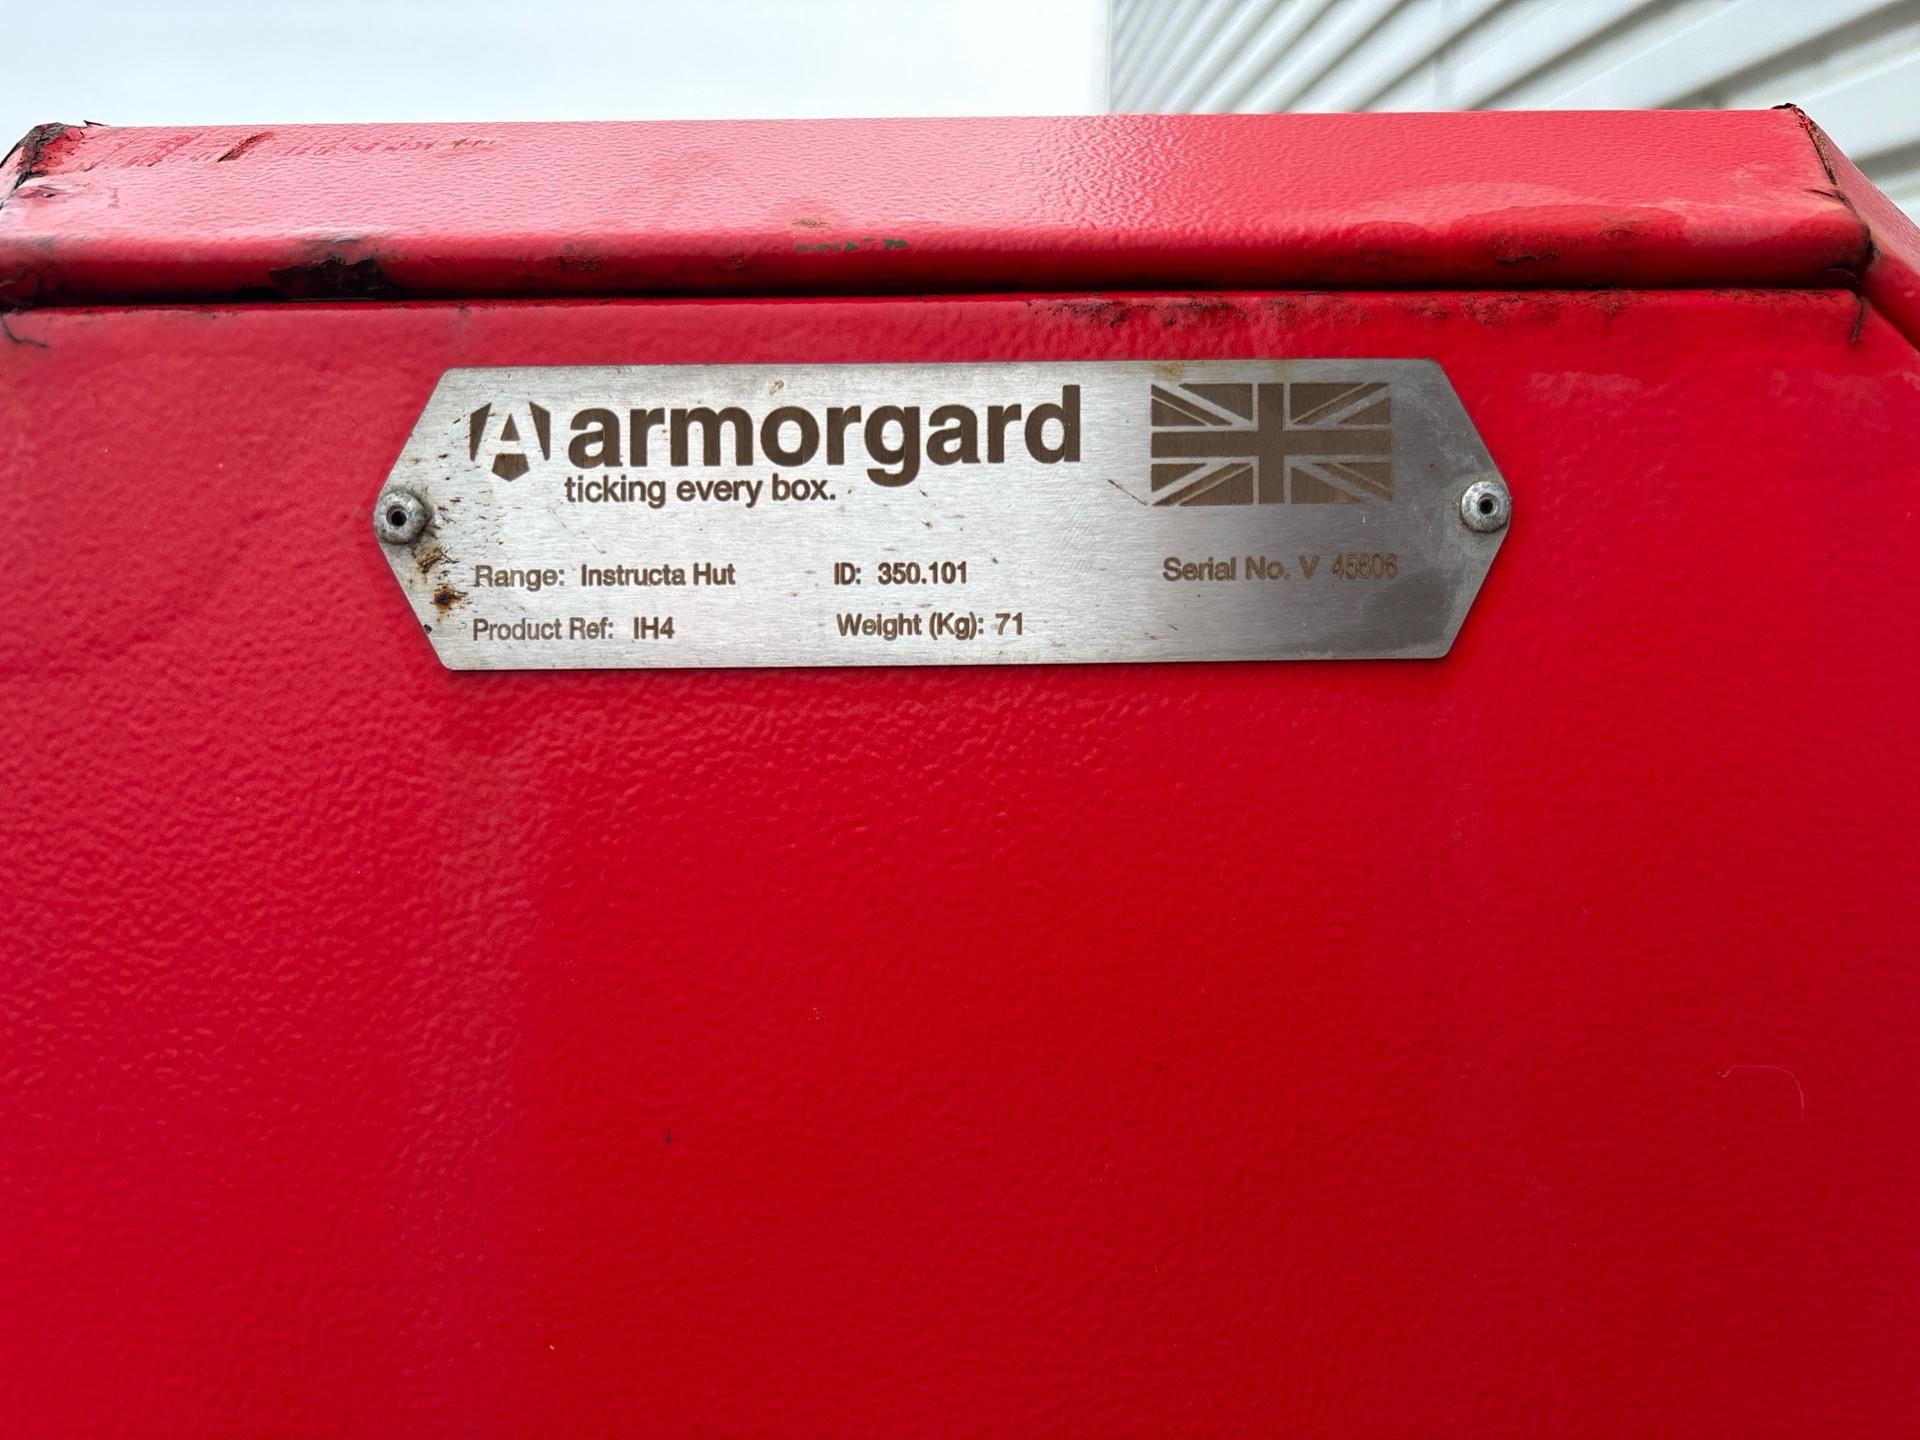 armorgard
ticking every box.
Range: Instructa Hut ID: 350.101 Serial No. V 45606
Product Ref: IH4 Weight (Kg): 71